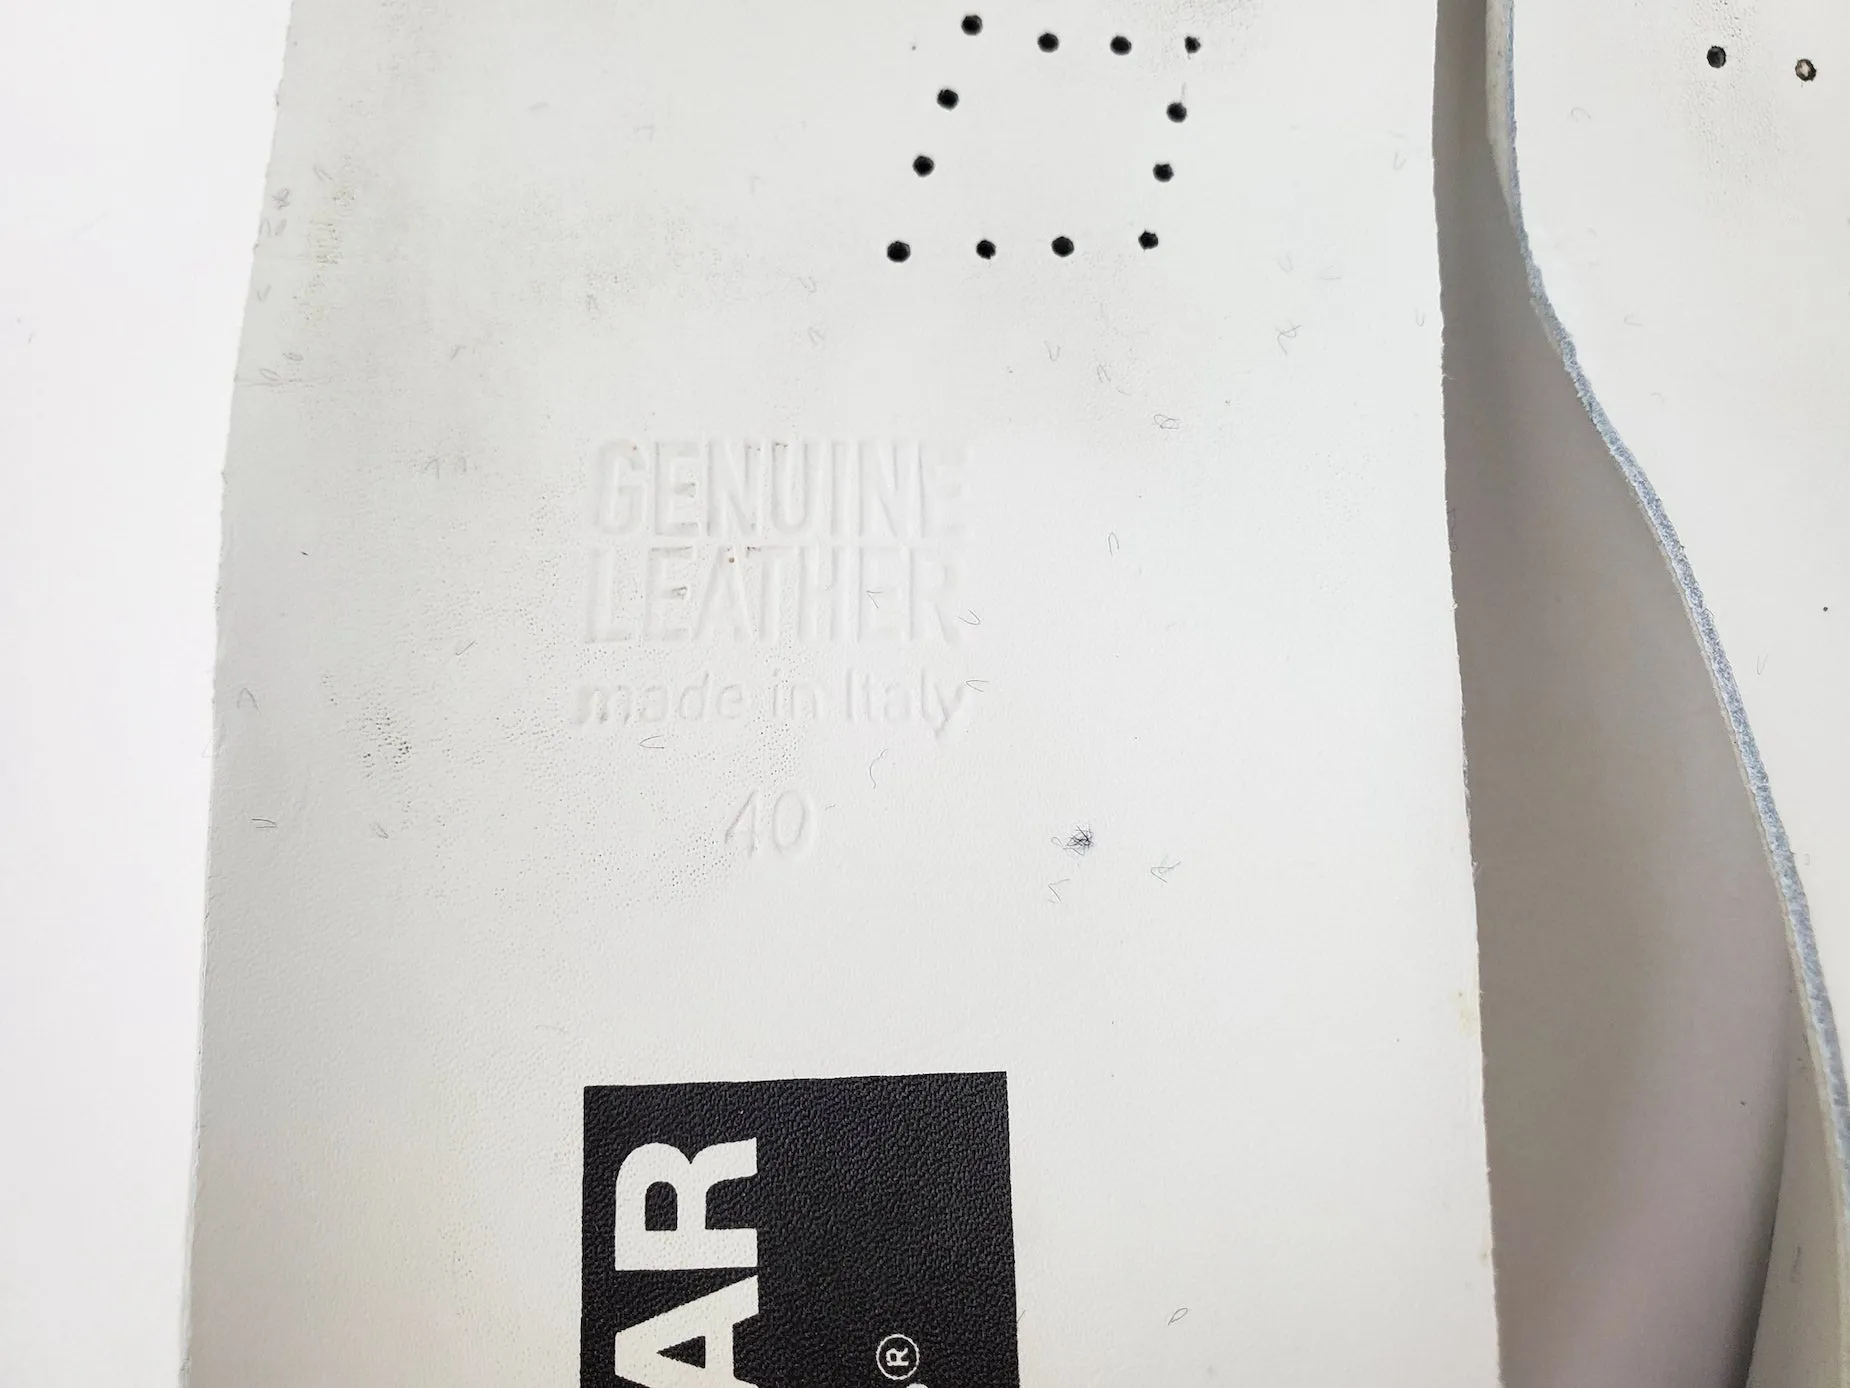 GENUINE
LEATHER
made in Italy
40
AR
®